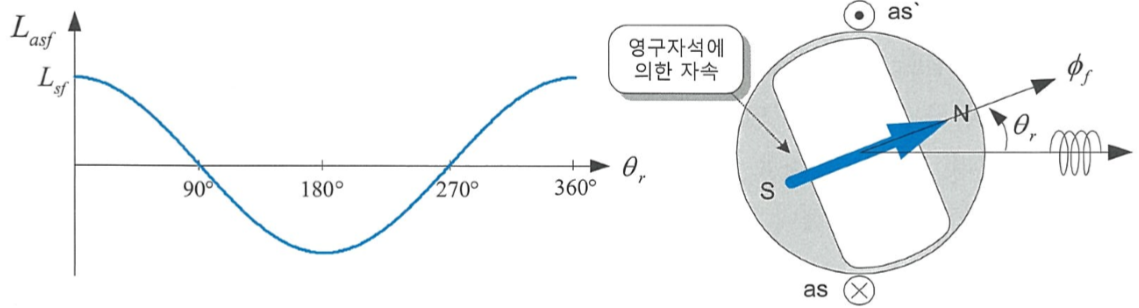 L_asf
L_sf
90°
180°
270°
360°
θ_r
영구자석에
의한 자속
as`
ϕ_f
N
θ_r
S
as